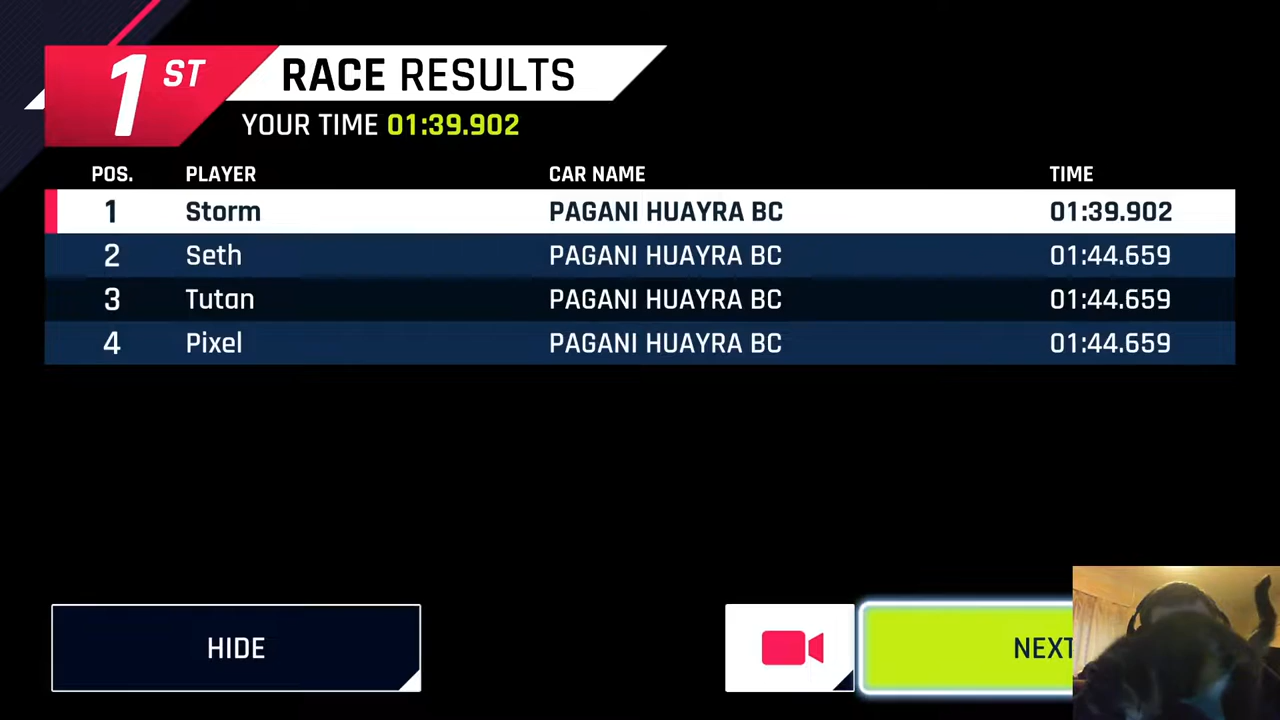 1 ST
RACE RESULTS
YOUR TIME 01:39.902
POS. PLAYER CAR NAME TIME
1 Storm PAGANI HUAYRA BC 01:39.902
2 Seth PAGANI HUAYRA BC 01:44.659
3 Tutan PAGANI HUAYRA BC 01:44.659
4 Pixel PAGANI HUAYRA BC 01:44.659
HIDE
NEXT